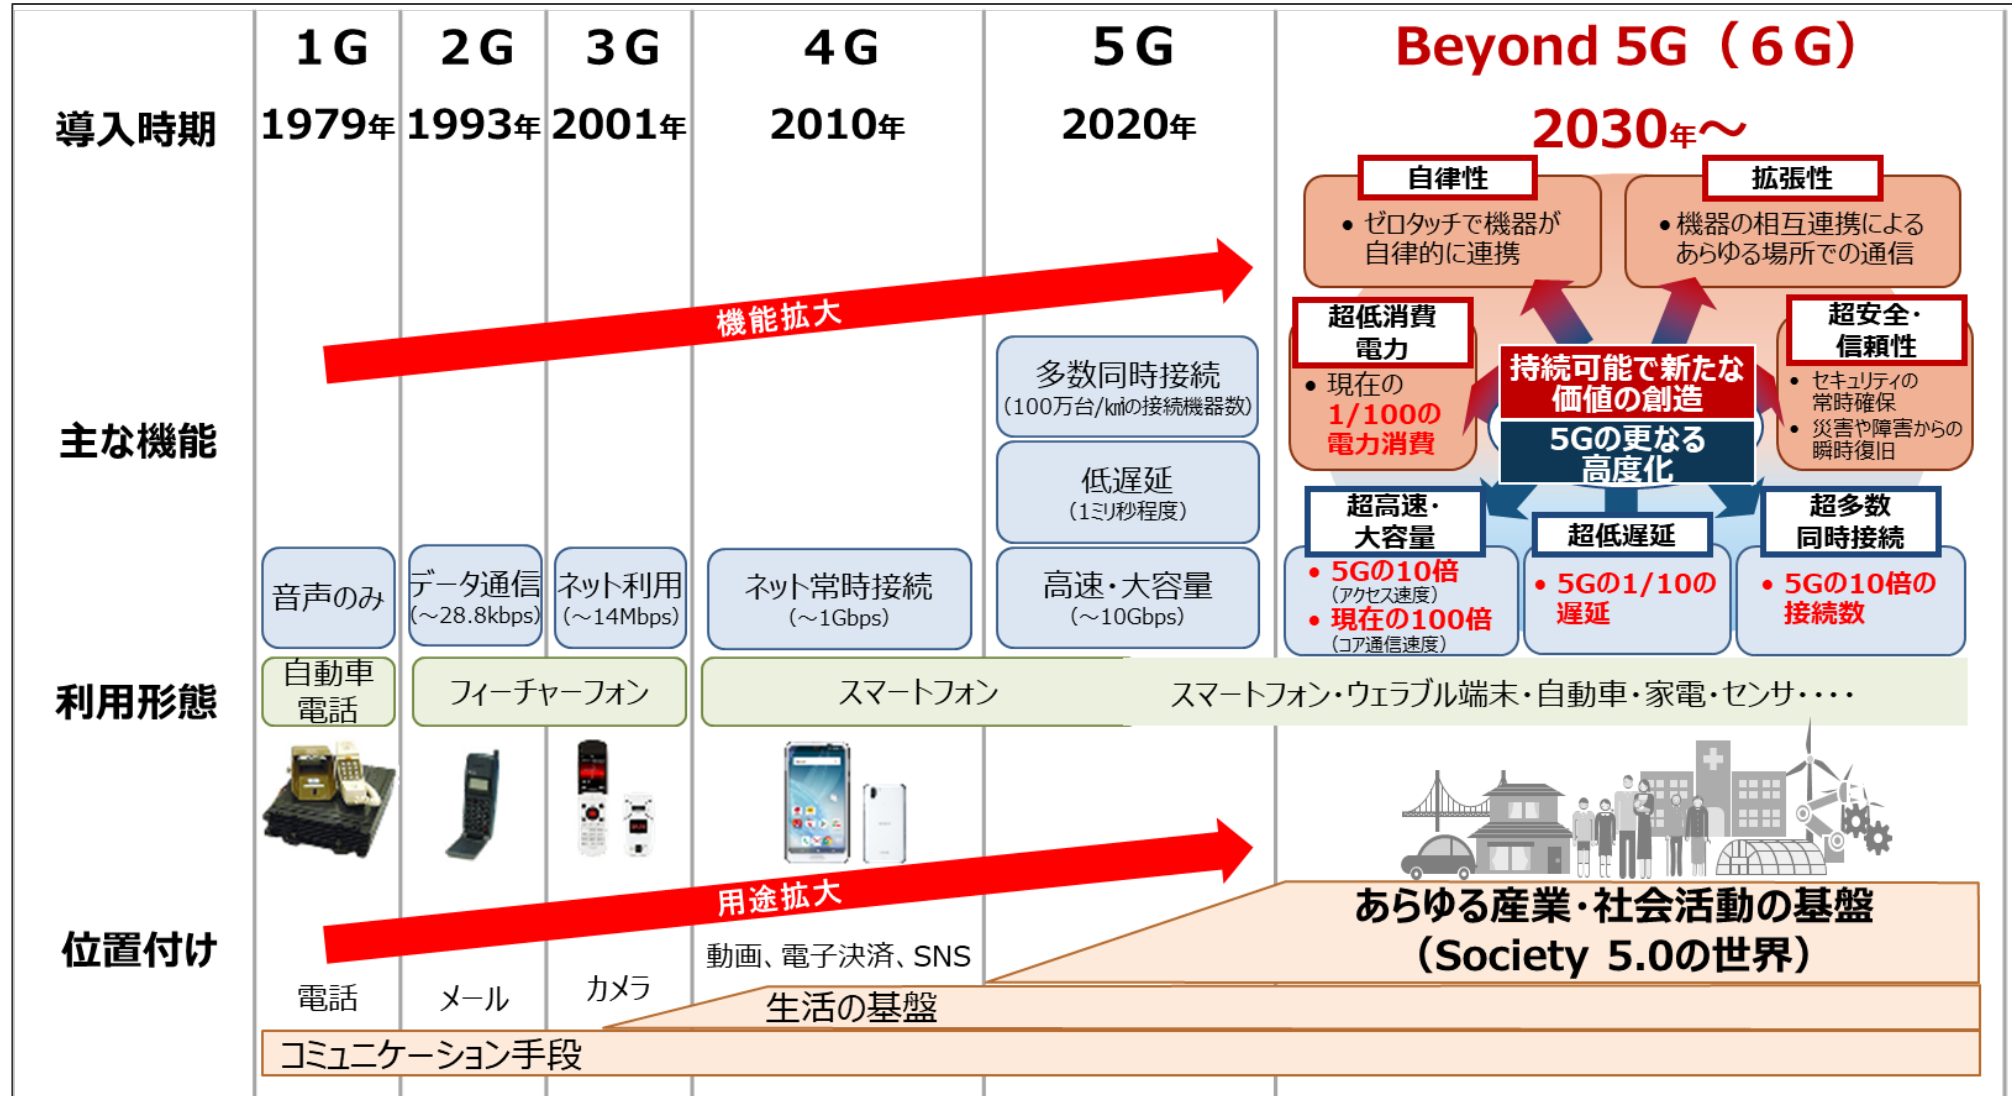 1G
2G
3G
4G
5G
Beyond 5G（6G）
導入時期
1979年
1993年
2001年
2010年
2020年
2030年～
主な機能
機能拡大
音声のみ
データ通信
（～28.8kbps）
ネット利用
（～14Mbps）
ネット常時接続
（～1Gbps）
多数同時接続
（100万台/㎢の接続機器数）
低遅延
（1ミリ秒程度）
高速・大容量
（～10Gbps）
自律性
• ゼロタッチで機器が
自律的に連携
拡張性
• 機器の相互連携による
あらゆる場所での通信
超低消費
電力
• 現在の
1/100の
電力消費
持続可能で新たな
価値の創造
5Gの更なる
高度化
超安全・
信頼性
• セキュリティの
常時確保
• 災害や障害からの
瞬時復旧
超高速・
大容量
• 5Gの10倍
（アクセス速度）
• 現在の100倍
（コア通信速度）
超低遅延
• 5Gの1/10の
遅延
超多数
同時接続
• 5Gの10倍の
接続数
利用形態
自動車
電話
フィーチャーフォン
スマートフォン
スマートフォン・ウェラブル端末・自動車・家電・センサ・・・・
位置付け
用途拡大
電話
メール
カメラ
動画、電子決済、SNS
あらゆる産業・社会活動の基盤
（Society 5.0の世界）
生活の基盤
コミュニケーション手段